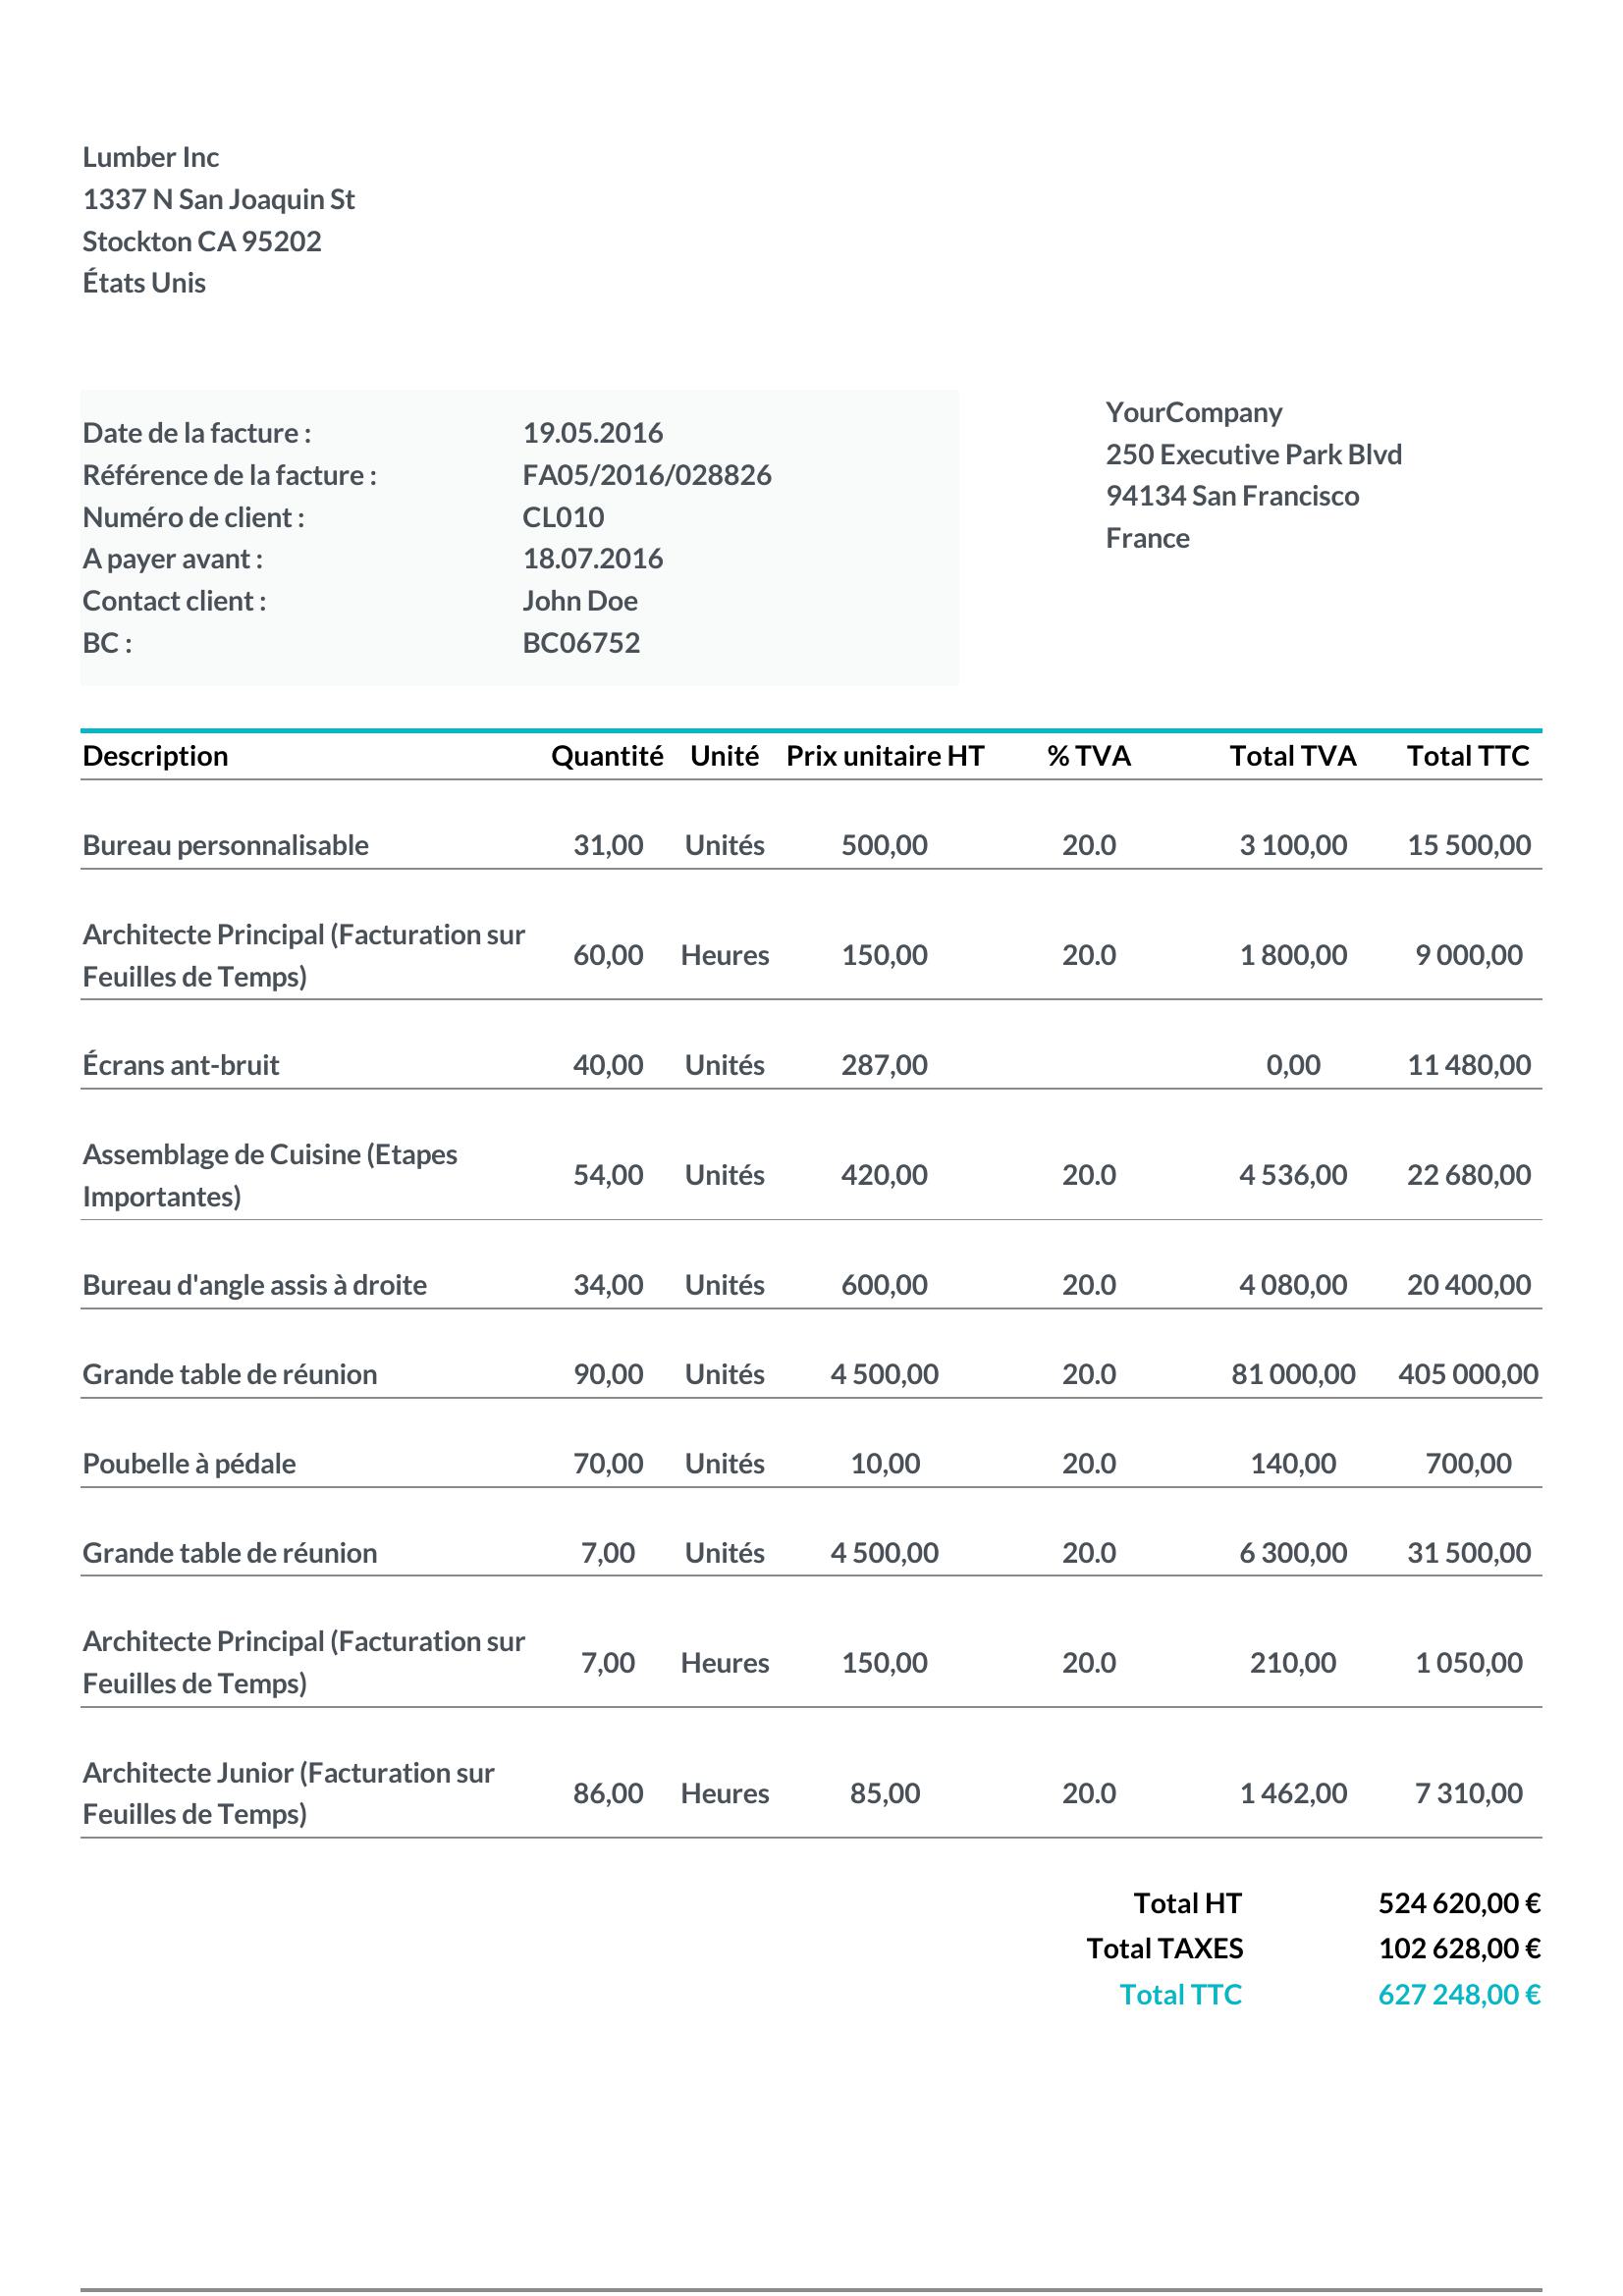 Lumber Inc
1337 N San Joaquin St
Stockton CA 95202
États Unis
Date de la facture : 19.05.2016
Référence de la facture : FA05/2016/028826
Numéro de client : CL010
A payer avant : 18.07.2016
Contact client : John Doe
BC : BC06752
YourCompany
250 Executive Park Blvd
94134 San Francisco
France
Description Quantité Unité Prix unitaire HT % TVA Total TVA Total TTC
Bureau personnalisable 31,00 Unités 500,00 20.0 3 100,00 15 500,00
Architecte Principal (Facturation sur
Feuilles de Temps) 60,00 Heures 150,00 20.0 1 800,00 9 000,00
Écrans ant-bruit 40,00 Unités 287,00 0,00 11 480,00
Assemblage de Cuisine (Etapes
Importantes) 54,00 Unités 420,00 20.0 4 536,00 22 680,00
Bureau d'angle assis à droite 34,00 Unités 600,00 20.0 4 080,00 20 400,00
Grande table de réunion 90,00 Unités 4 500,00 20.0 81 000,00 405 000,00
Poubelle à pédale 70,00 Unités 10,00 20.0 140,00 700,00
Grande table de réunion 7,00 Unités 4 500,00 20.0 6 300,00 31 500,00
Architecte Principal (Facturation sur
Feuilles de Temps) 7,00 Heures 150,00 20.0 210,00 1 050,00
Architecte Junior (Facturation sur
Feuilles de Temps) 86,00 Heures 85,00 20.0 1 462,00 7 310,00
Total HT 524 620,00 €
Total TAXES 102 628,00 €
Total TTC 627 248,00 €